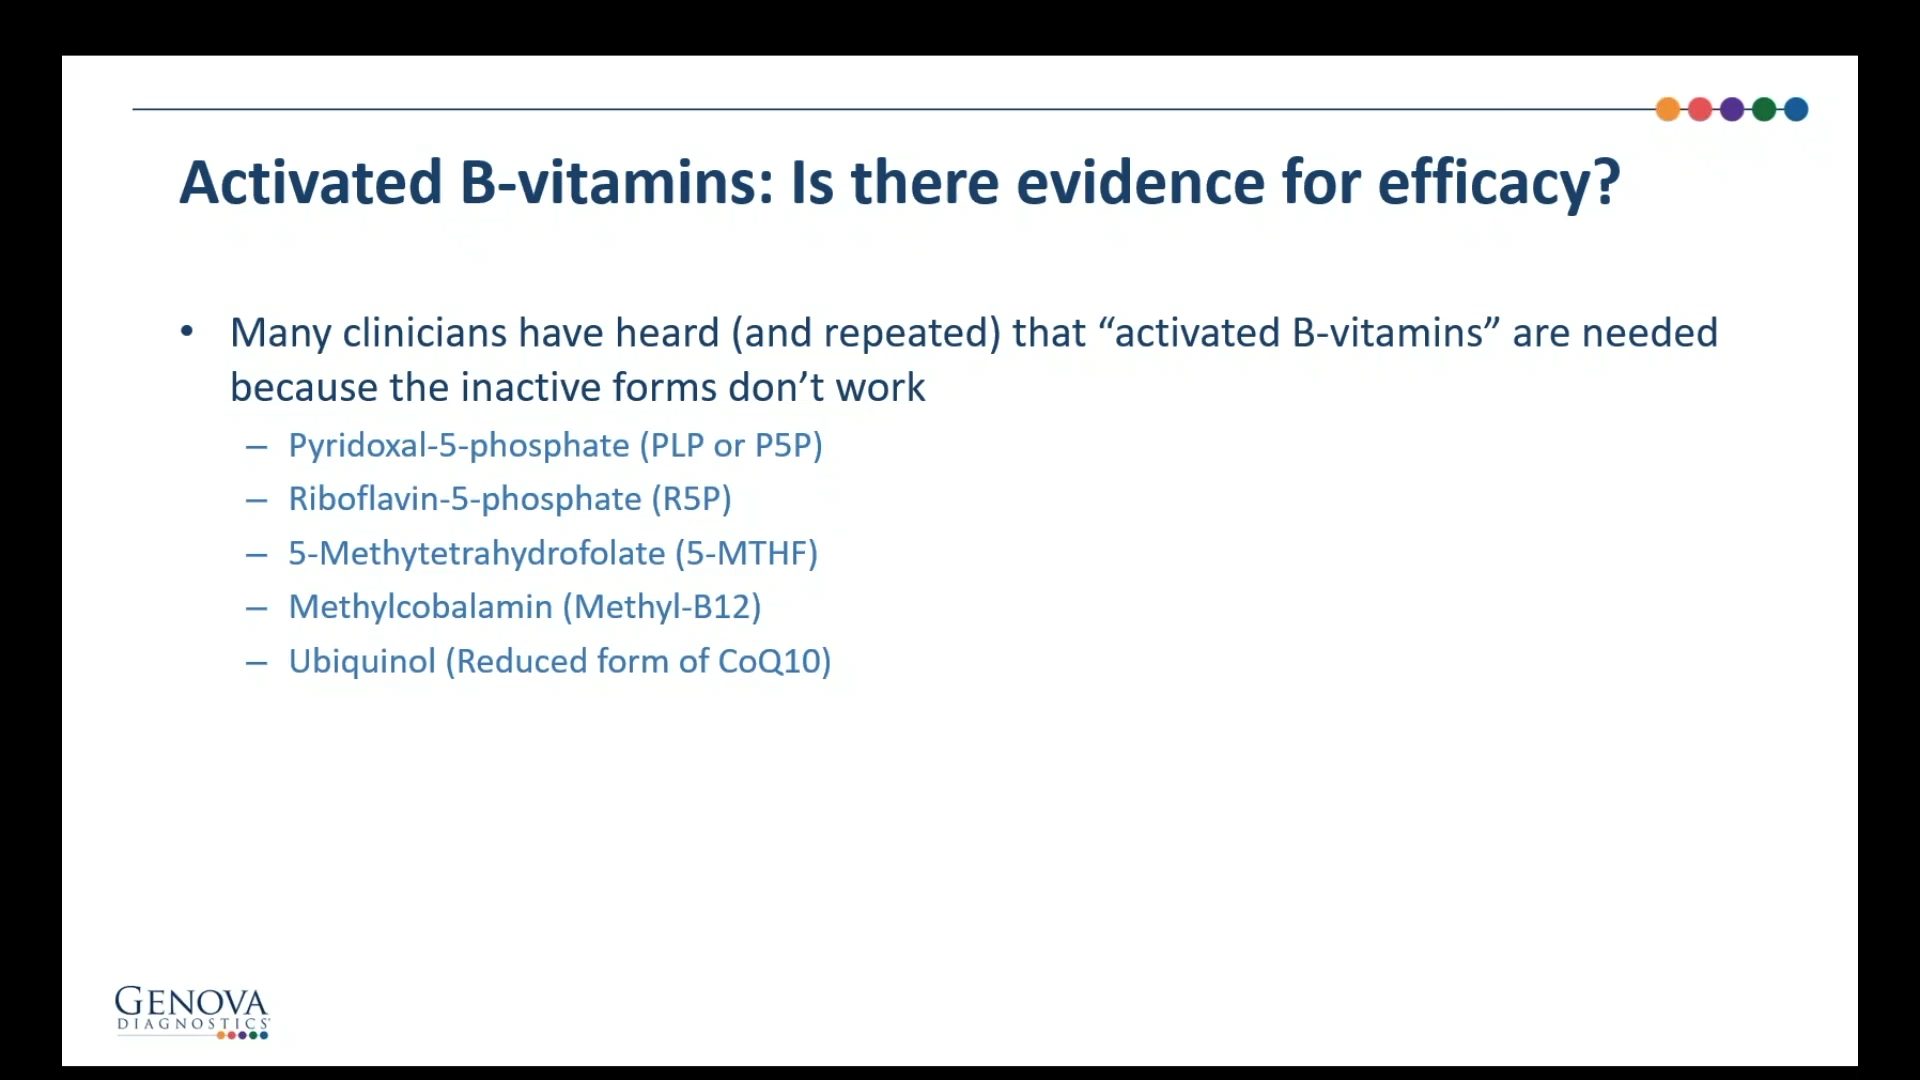 Activated B-vitamins: Is there evidence for efficacy?
• Many clinicians have heard (and repeated) that “activated B-vitamins” are needed
because the inactive forms don’t work
– Pyridoxal-5-phosphate (PLP or P5P)
– Riboflavin-5-phosphate (R5P)
– 5-Methytetrahydrofolate (5-MTHF)
– Methylcobalamin (Methyl-B12)
– Ubiquinol (Reduced form of CoQ10)
GENOVA
DIAGNOSTICS